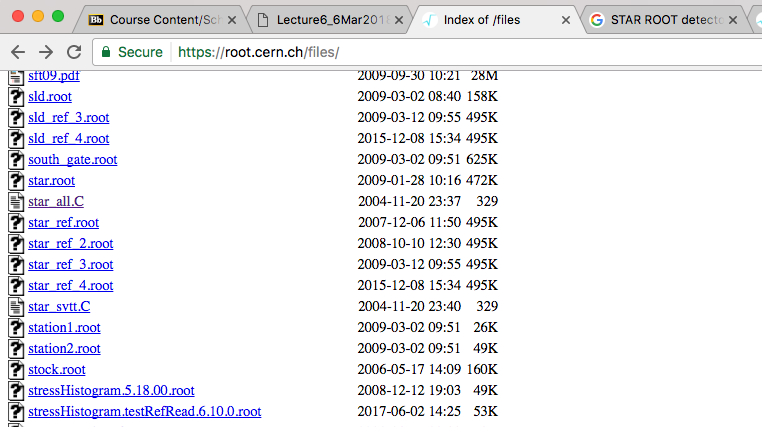 Bb Course Content/Sch
Lecture6_6Mar2018
Index of /files
STAR ROOT detecto
Secure https://root.cern.ch/files/
sft09.pdf 2009-09-30 10:21 28M
sld.root 2009-03-02 08:40 158K
sld_ref_3.root 2009-03-12 09:55 495K
sld_ref_4.root 2015-12-08 15:34 495K
south_gate.root 2009-03-02 09:51 625K
star.root 2009-01-28 10:16 472K
star_all.C 2004-11-20 23:37 329
star_ref.root 2007-12-06 11:50 495K
star_ref_2.root 2008-10-10 12:30 495K
star_ref_3.root 2009-03-12 09:55 495K
star_ref_4.root 2015-12-08 15:34 495K
star_svtt.C 2004-11-20 23:40 329
station1.root 2009-03-02 09:51 26K
station2.root 2009-03-02 09:51 49K
stock.root 2006-05-17 14:09 160K
stressHistogram.5.18.00.root 2008-12-12 19:03 49K
stressHistogram.testRefRead.6.10.0.root 2017-06-02 14:25 53K